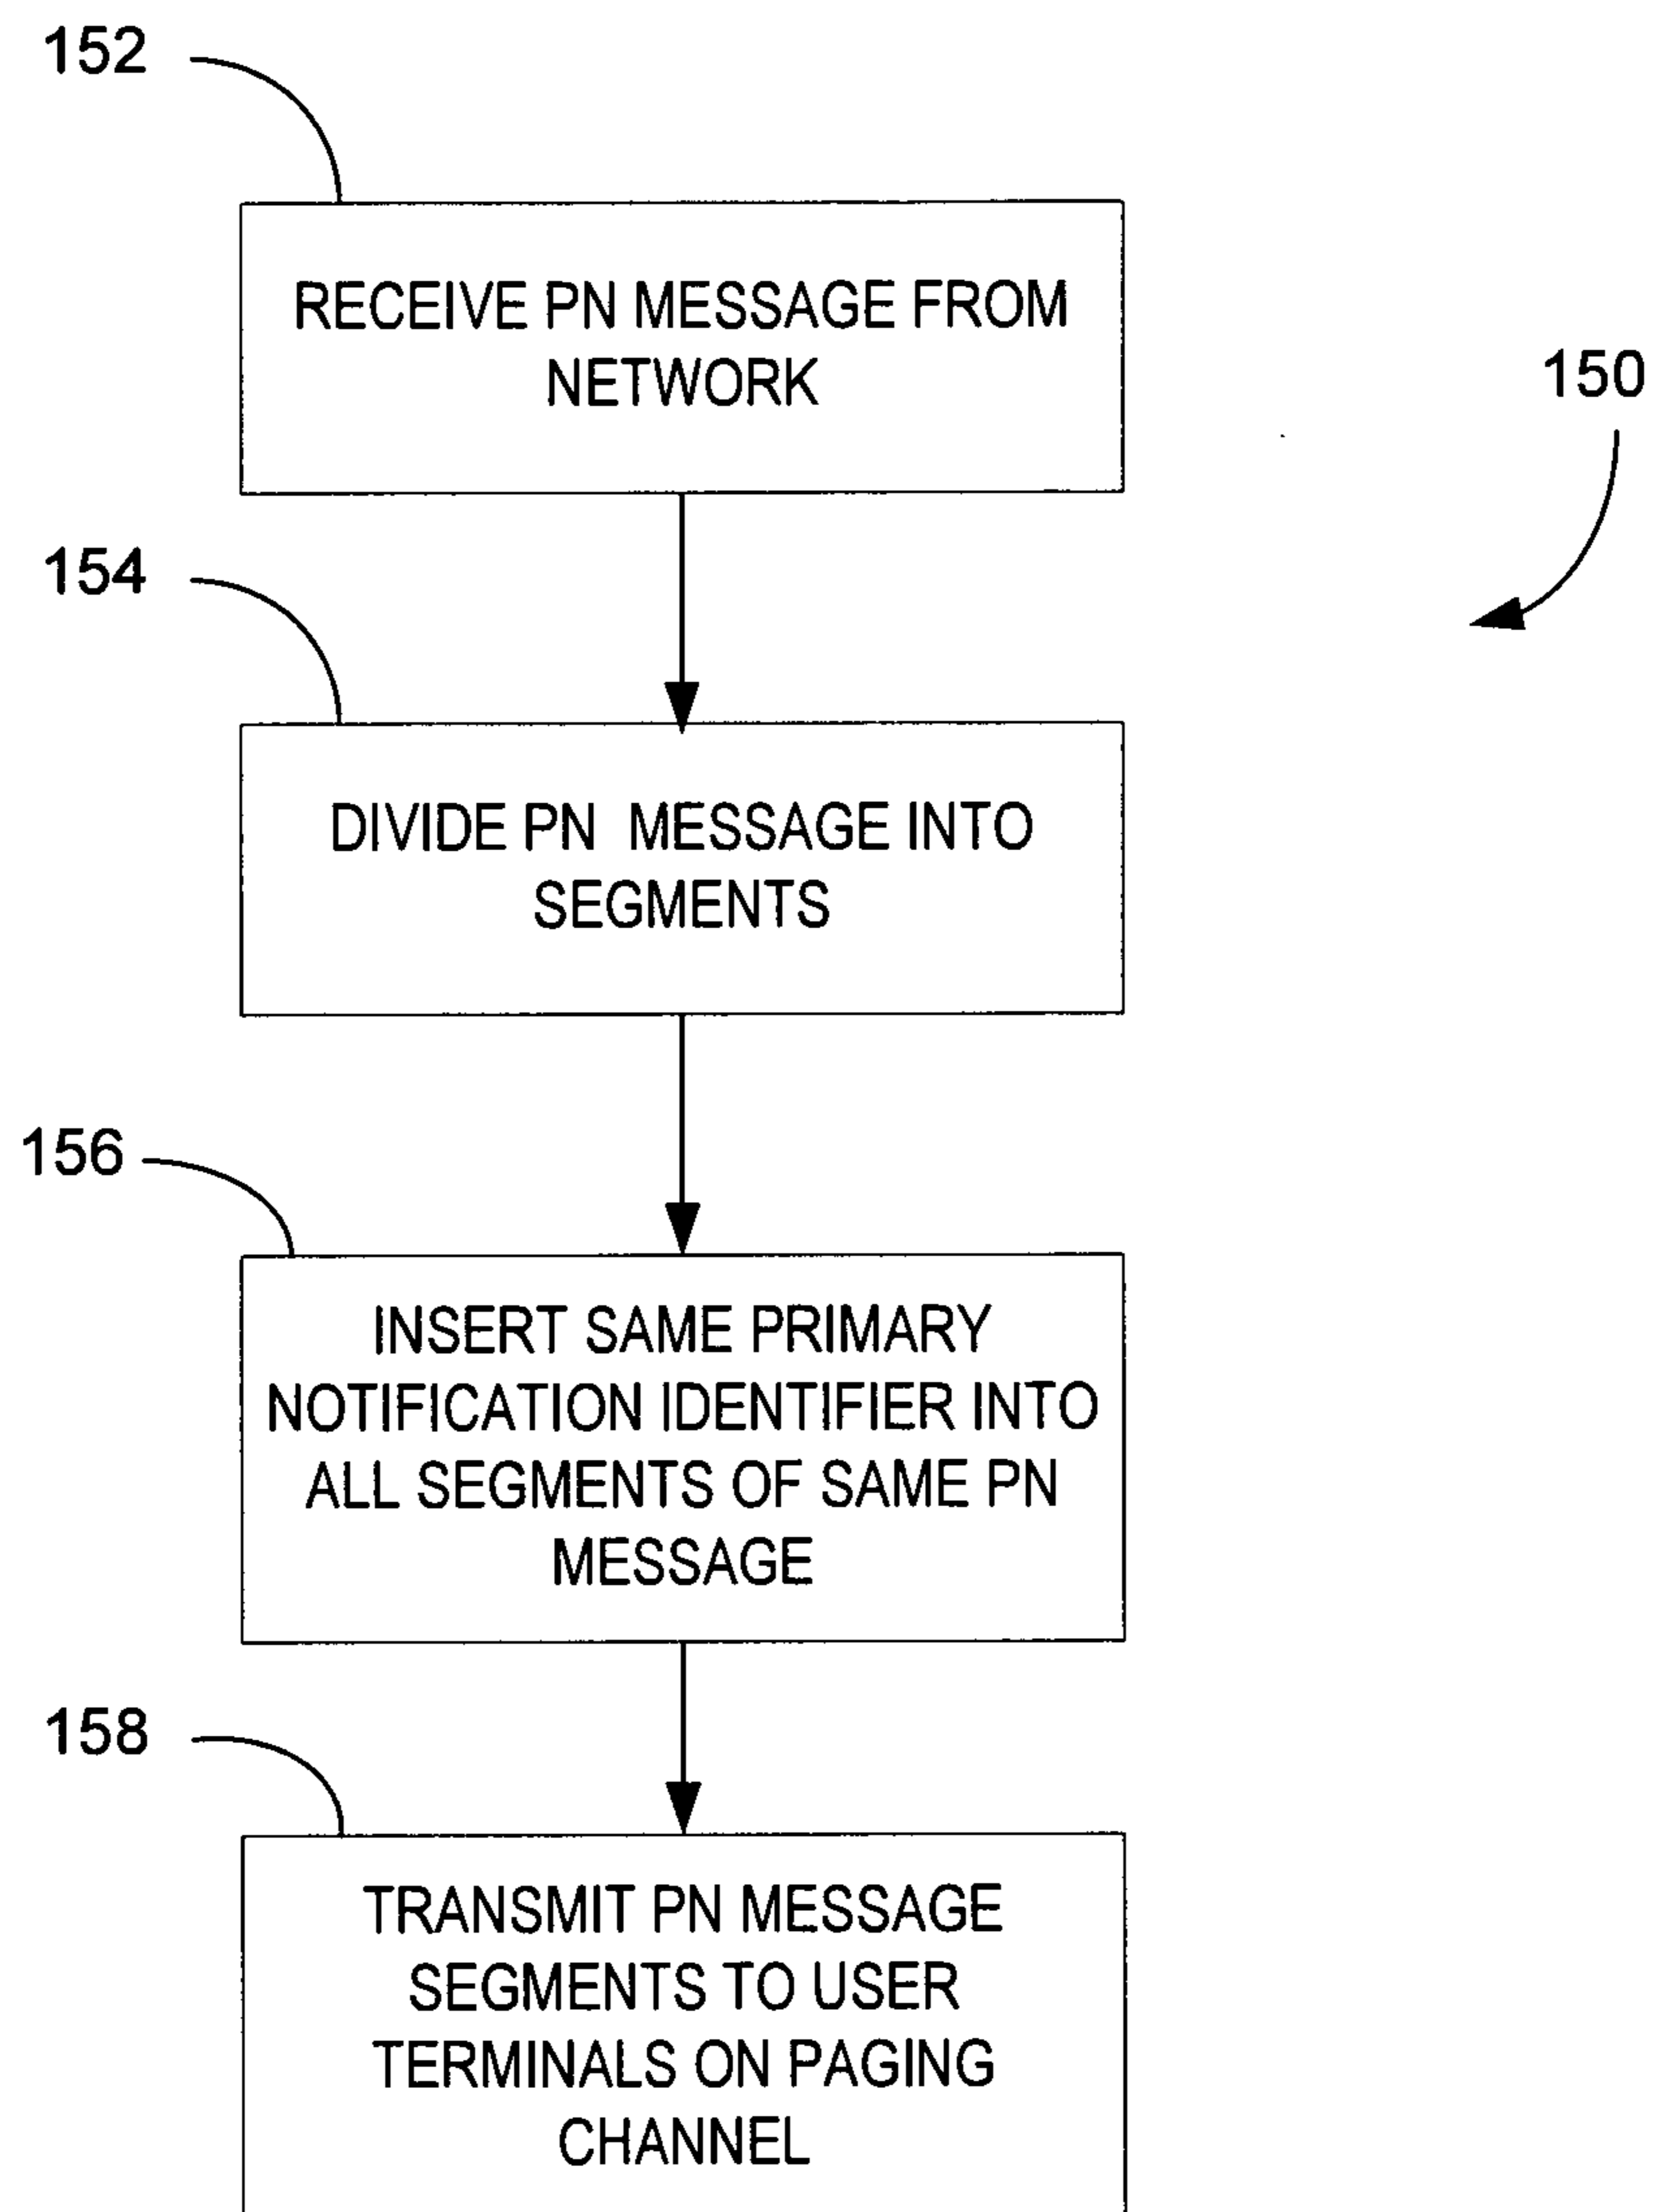 152
RECEIVE PN MESSAGE FROM
NETWORK
150
154
DIVIDE PN MESSAGE INTO
SEGMENTS
156
INSERT SAME PRIMARY
NOTIFICATION IDENTIFIER INTO
ALL SEGMENTS OF SAME PN
MESSAGE
158
TRANSMIT PN MESSAGE
SEGMENTS TO USER
TERMINALS ON PAGING
CHANNEL